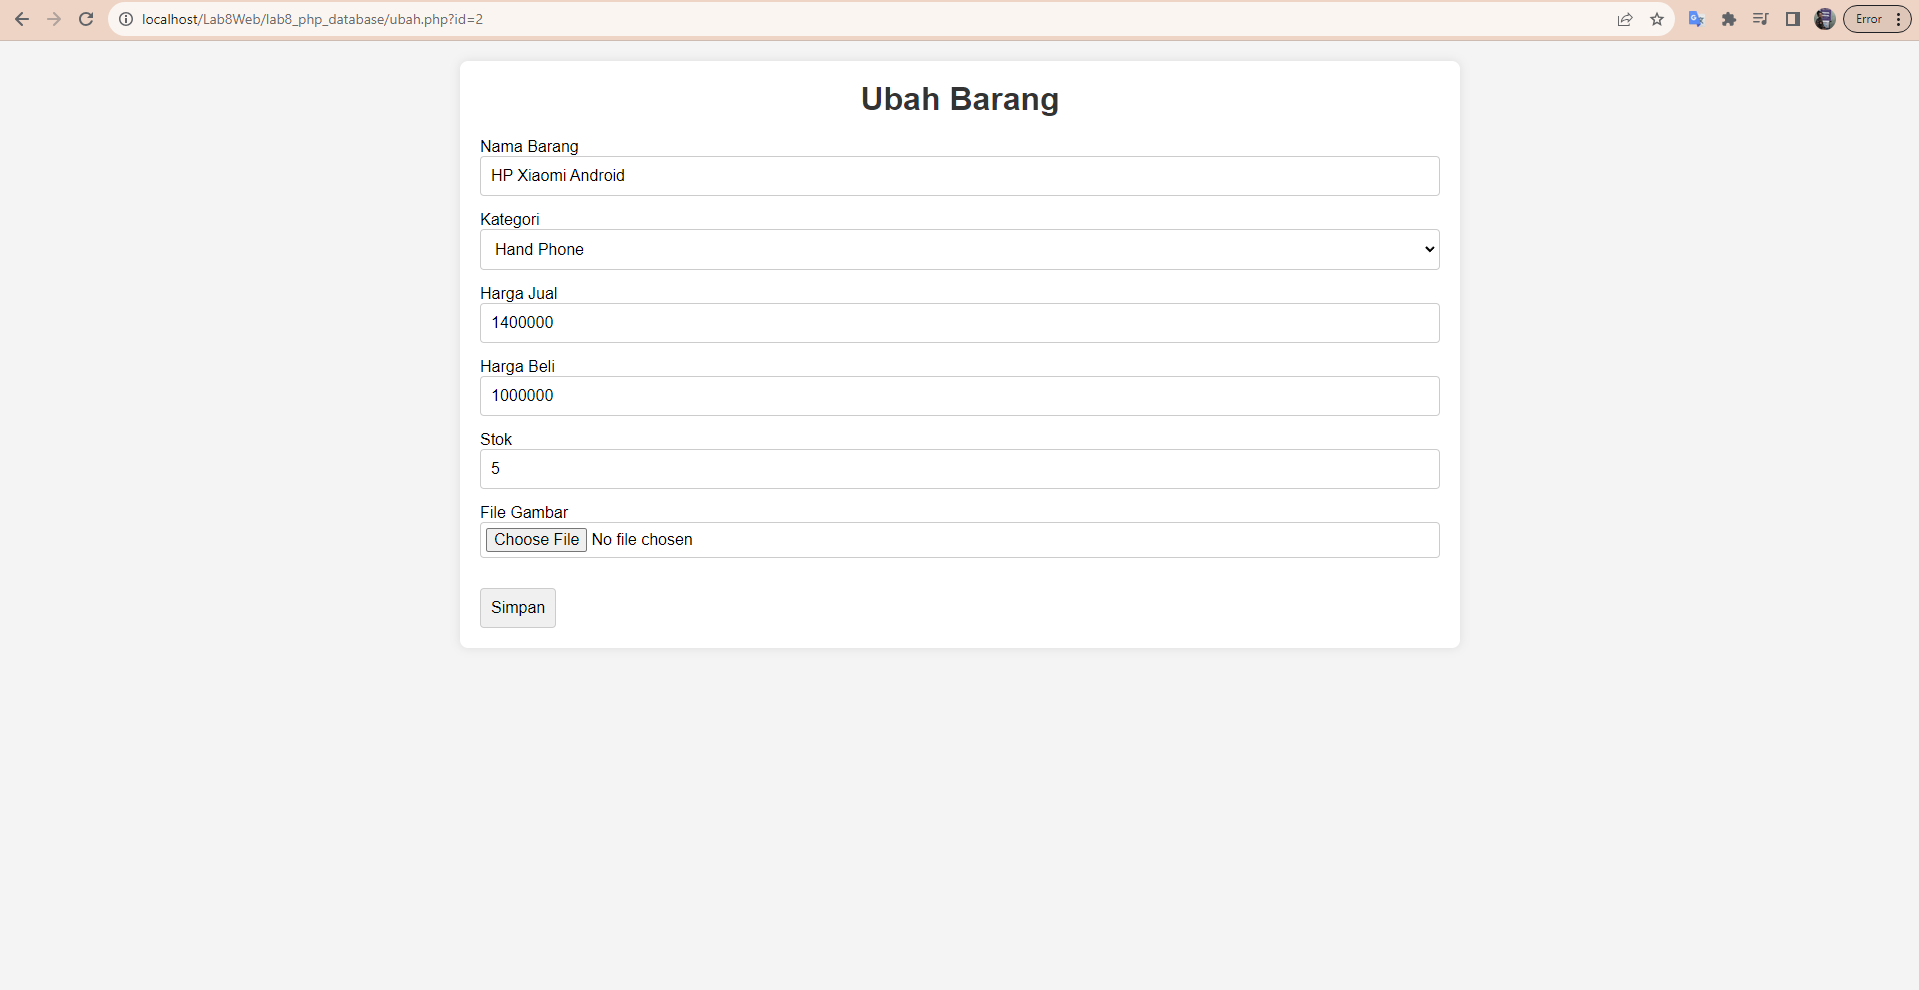 localhost/Lab8Web/lab8_php_database/ubah.php?id=2
Error
Ubah Barang
Nama Barang
HP Xiaomi Android
Kategori
Hand Phone
Harga Jual
1400000
Harga Beli
1000000
Stok
5
File Gambar
Choose File No file chosen
Simpan